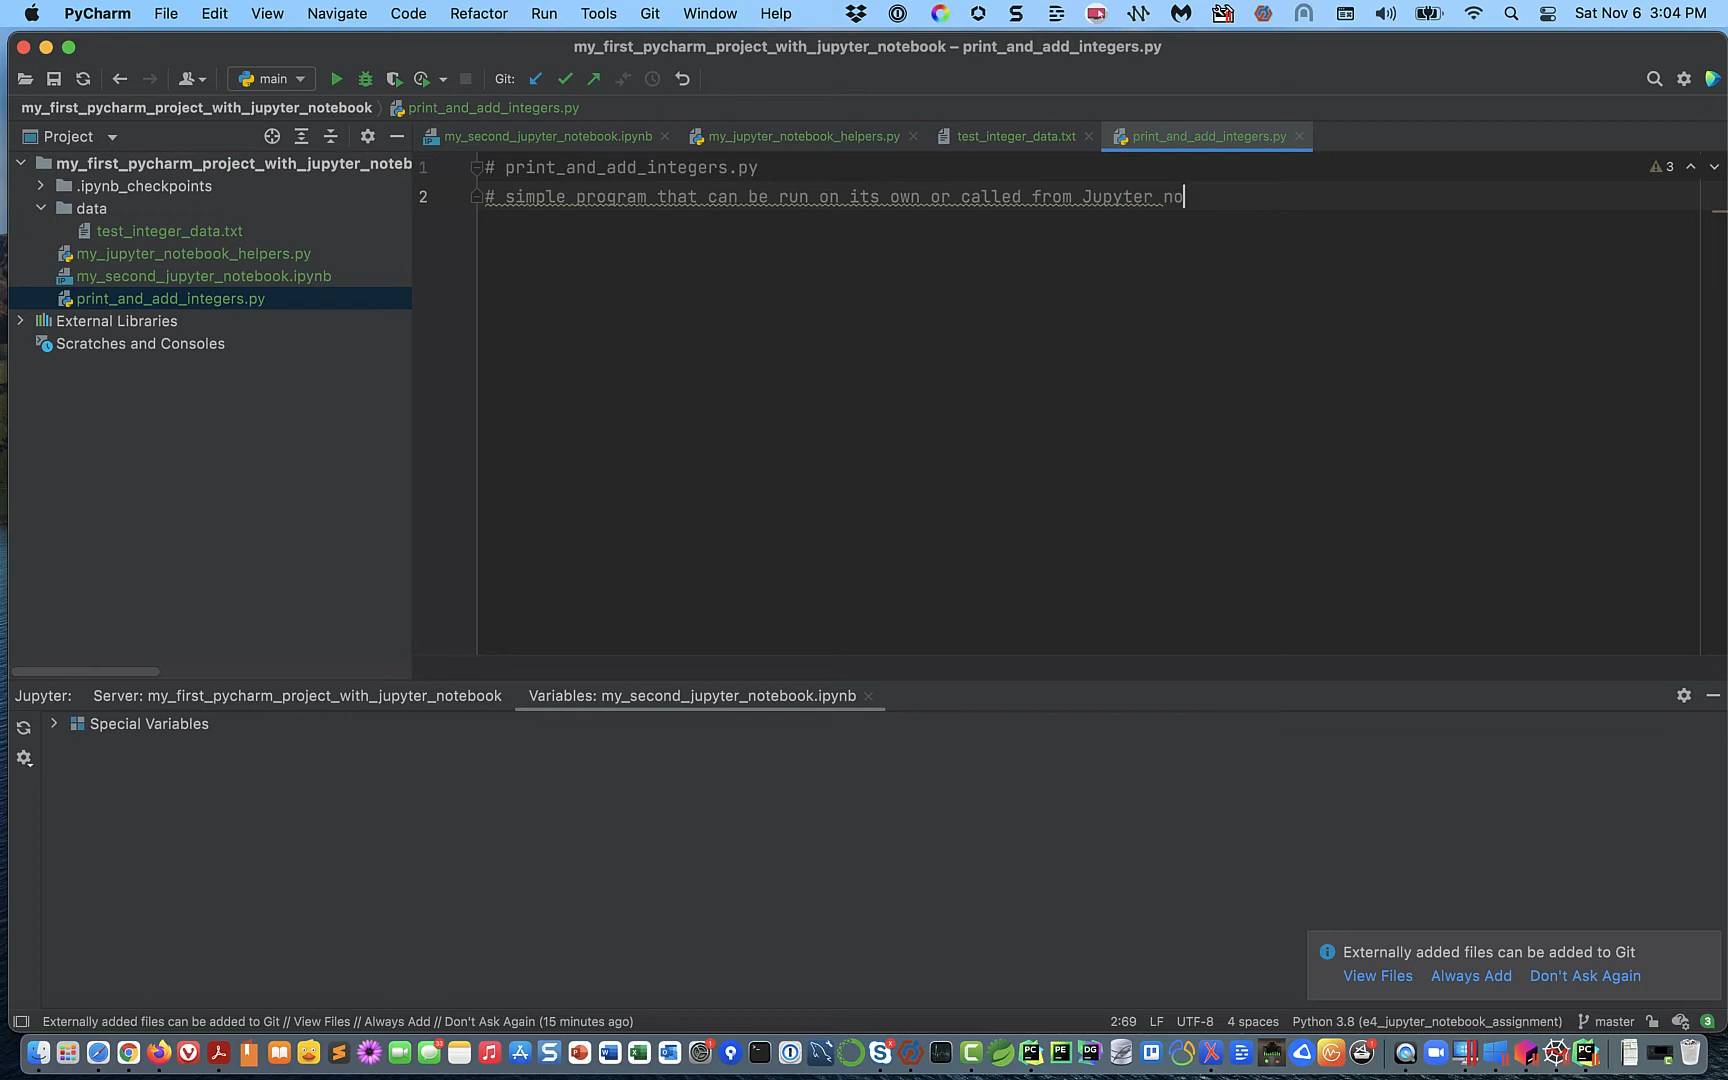 PyCharm File Edit View Navigate Code Refactor Run Tools Git Window Help Sat Nov 6 3:04 PM
my_first_pycharm_project_with_jupyter_notebook – print_and_add_integers.py
main Git:
my_first_pycharm_project_with_jupyter_notebook print_and_add_integers.py
Project my_second_jupyter_notebook.ipynb my_jupyter_notebook_helpers.py test_integer_data.txt print_and_add_integers.py
my_first_pycharm_project_with_jupyter_noteb
.ipynb_checkpoints
data
test_integer_data.txt
my_jupyter_notebook_helpers.py
my_second_jupyter_notebook.ipynb
print_and_add_integers.py
External Libraries
Scratches and Consoles
1 # print_and_add_integers.py 3
2 # simple program that can be run on its own or called from Jupyter no
Jupyter: Server: my_first_pycharm_project_with_jupyter_notebook Variables: my_second_jupyter_notebook.ipynb
Special Variables
Externally added files can be added to Git
View Files Always Add Don't Ask Again
Externally added files can be added to Git // View Files // Always Add // Don't Ask Again (15 minutes ago) 2:69 LF UTF-8 4 spaces Python 3.8 (e4_jupyter_notebook_assignment) master 3